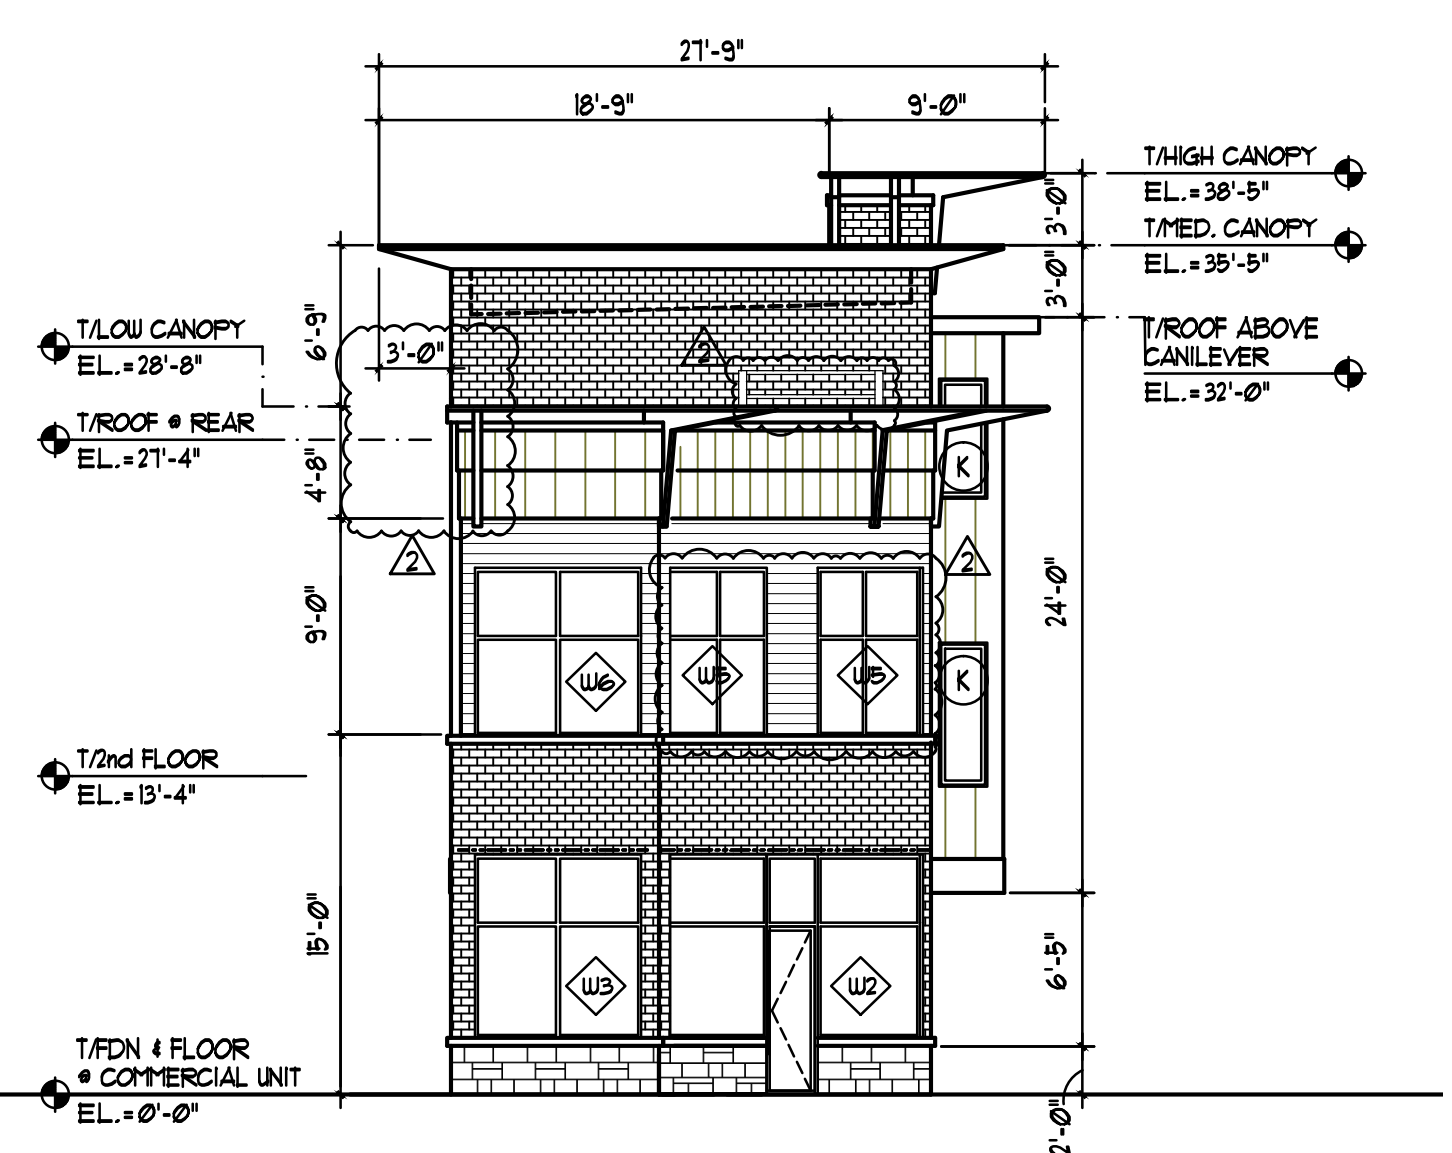 27'-9"
18'-9"
9'-0"
T/HIGH CANOPY
EL.=38'-5"
3'-0"
T/MED. CANOPY
EL.=35'-5"
3'-0"
T/LOW CANOPY
EL.=28'-8"
6'-9"
3'-0"
2
T/ROOF ABOVE
CANILEVER
EL.=32'-0"
T/ROOF @ REAR
EL.=27'-4"
4'-8"
K
2
2
9'-0"
24'-0"
W6
W5
W5
K
T/2nd FLOOR
EL.=13'-4"
15'-0"
6'-5"
W3
W2
T/FDN & FLOOR
@ COMMERCIAL UNIT
EL.=0'-0"
2'-0"